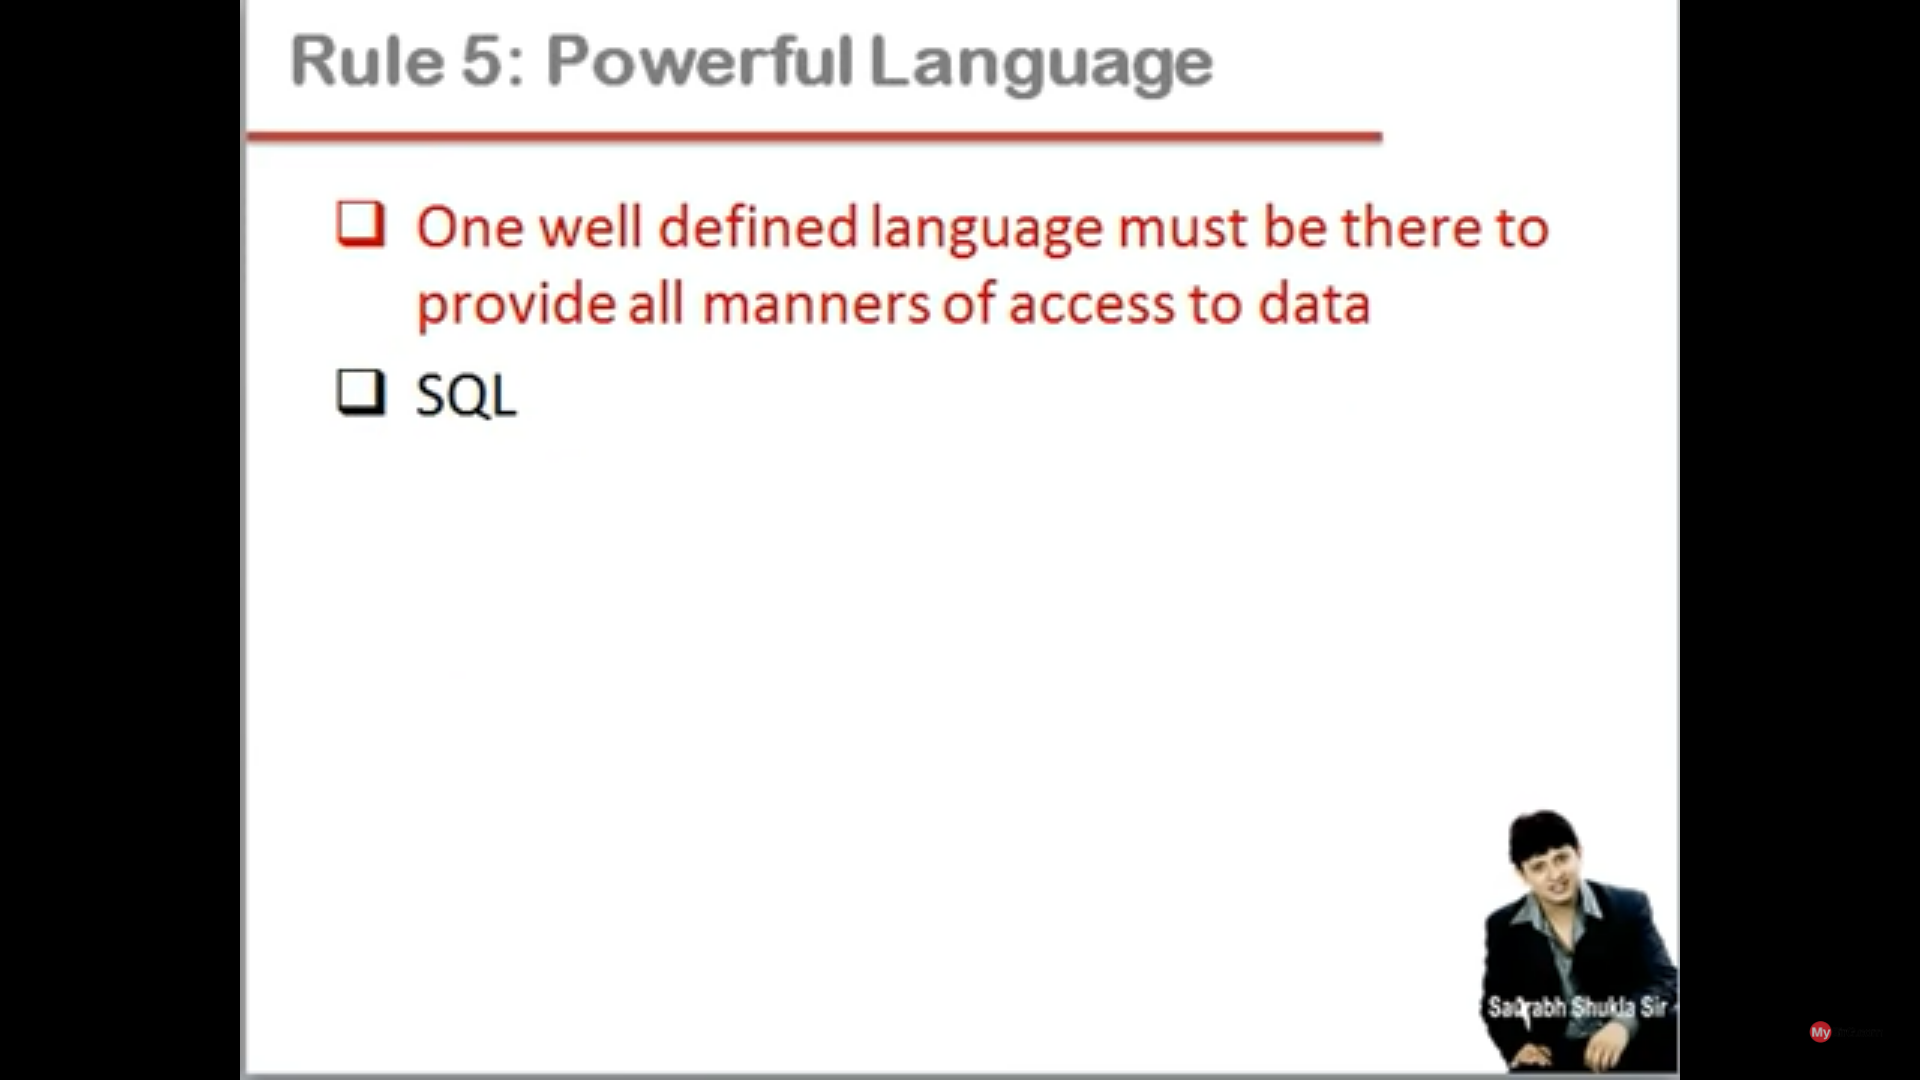 Rule 5: Powerful Language
One well defined language must be there to
provide all manners of access to data
SQL
Saurabh Shukla Sir
My